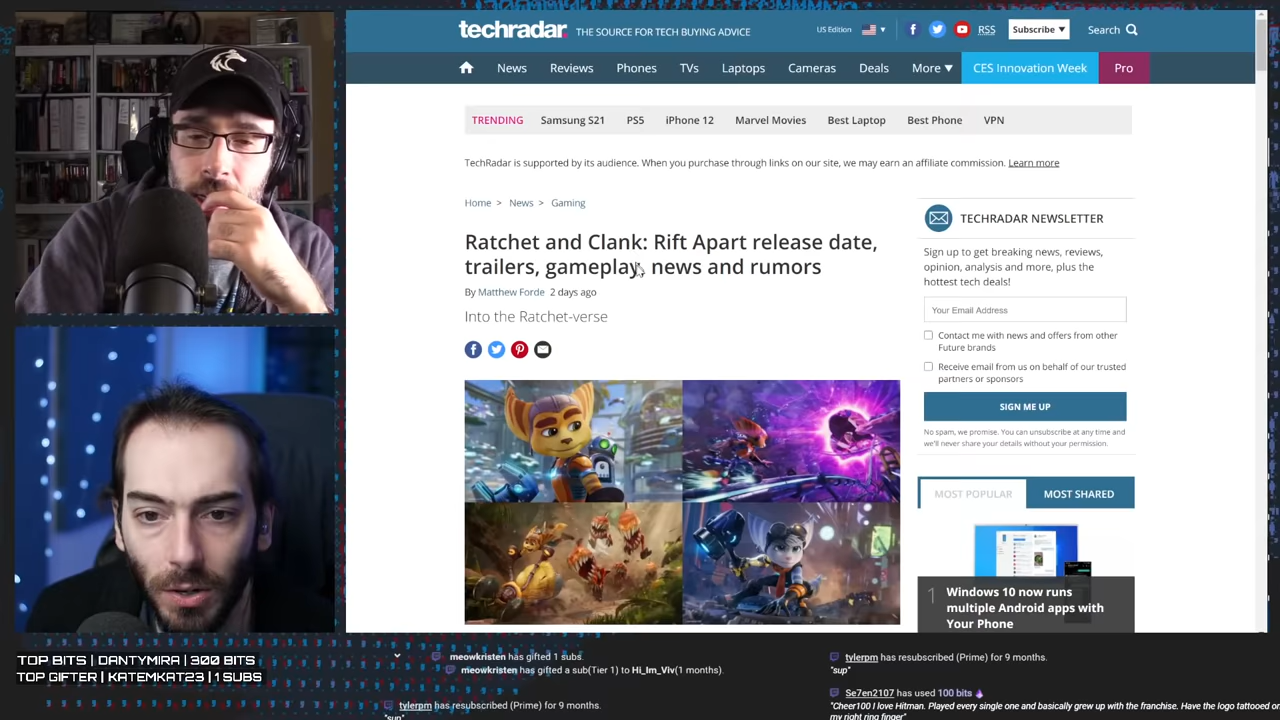 techradar.
THE SOURCE FOR TECH BUYING ADVICE
US Edition
RSS
Subscribe
Search
News
Reviews
Phones
TVs
Laptops
Cameras
Deals
More
CES Innovation Week
Pro
TRENDING
Samsung S21
PS5
iPhone 12
Marvel Movies
Best Laptop
Best Phone
VPN
TechRadar is supported by its audience. When you purchase through links on our site, we may earn an affiliate commission. Learn more
Home > News > Gaming
Ratchet and Clank: Rift Apart release date,
trailers, gameplay, news and rumors
By Matthew Forde 2 days ago
Into the Ratchet-verse
TECHRADAR NEWSLETTER
Sign up to get breaking news, reviews,
opinion, analysis and more, plus the
hottest tech deals!
Your Email Address
Contact me with news and offers from other
Future brands
Receive email from us on behalf of our trusted
partners or sponsors
SIGN ME UP
No spam, we promise. You can unsubscribe at any time and
we'll never share your details without your permission.
MOST POPULAR
MOST SHARED
1
Windows 10 now runs
multiple Android apps with
Your Phone
TOP BITS | DANTYMIRA | 300 BITS
TOP GIFTER | KATEMKAT23 | 1 SUBS
meowkristen has gifted 1 subs.
meowkristen has gifted a sub(Tier 1) to Hi_Im_Viv(1 months).
tylerpm has resubscribed (Prime) for 9 months.
"sup"
tylerpm has resubscribed (Prime) for 9 months.
"sup"
Se7en2107 has used 100 bits
"Cheer100 I love Hitman. Played every single one and basically grew up with the franchise. Have the logo tattooed o
my right ring finger"